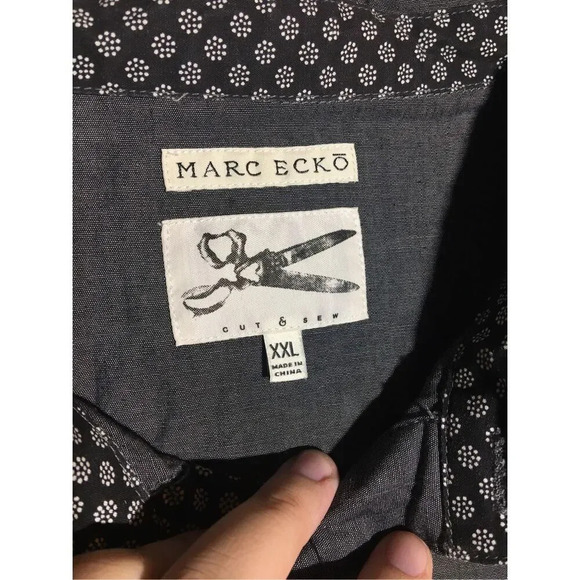 MARC ECKŌ
CUT & SEW
XXL
MADE IN
CHINA